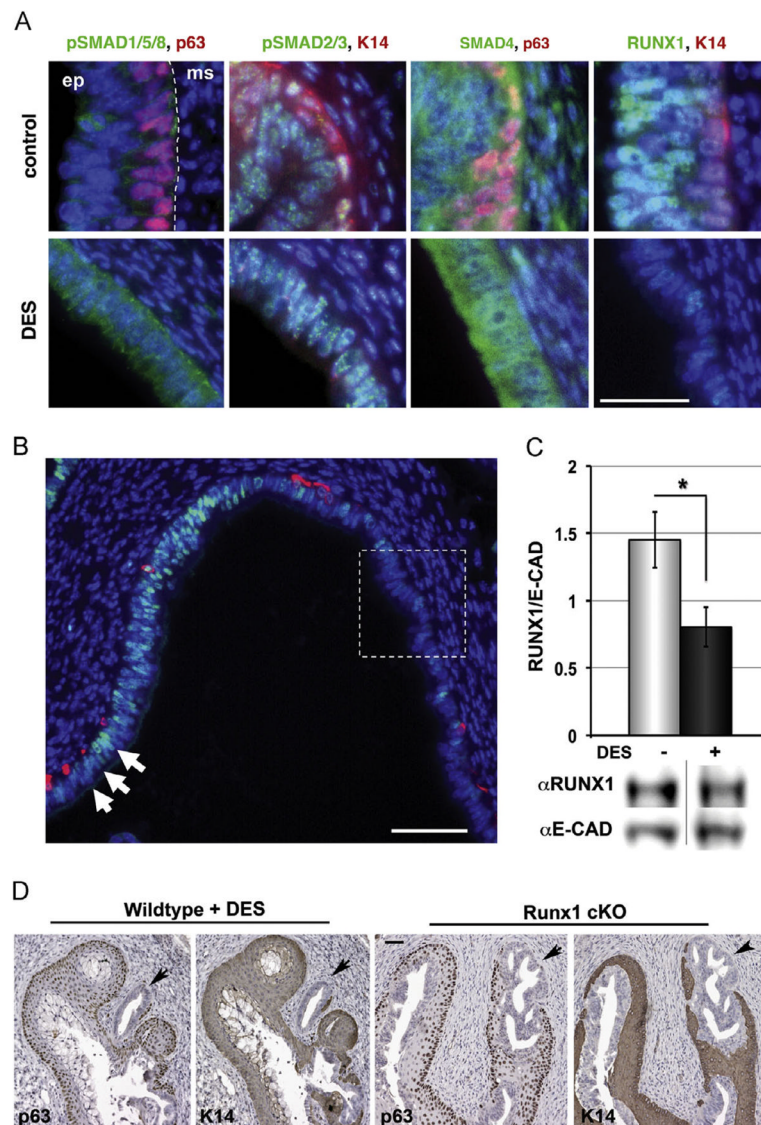 A
pSMAD1/5/8, p63
pSMAD2/3, K14
SMAD4, p63
RUNX1, K14
control
ep
ms
DES
B
C
RUNX1/E-CAD
2
1.5
1
0.5
0
*
DES - +
αRUNX1
αE-CAD
D
Wildtype + DES
Runx1 cKO
p63
K14
p63
K14